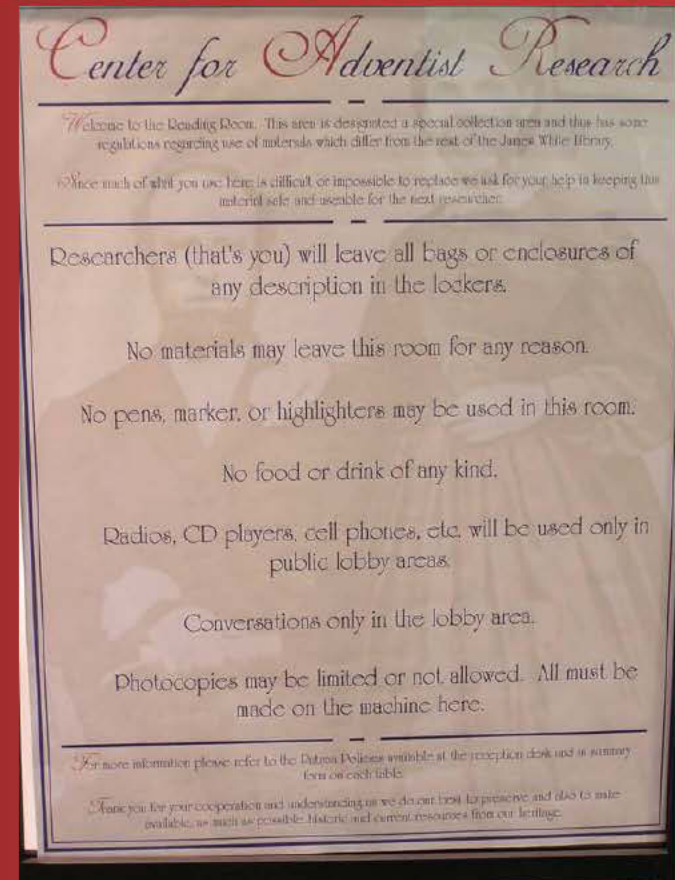 Center for Adventist Research
Welcome to the Reading Room. This area is designated a special collection area and thus has some
regulations regarding use of materials which differ from the rest of the James White Library.
Since much of what you use here is difficult or impossible to replace we ask for your help in keeping this
material safe and useable for the next researcher.
Researchers (that's you) will leave all bags or enclosures of
any description in the lockers.
No materials may leave this room for any reason.
No pens, marker, or highlighters may be used in this room.
No food or drink of any kind.
Radios, CD players, cell phones, etc. will be used only in
public lobby areas.
Conversations only in the lobby area.
Photocopies may be limited or not allowed. All must be
made on the machine here.
For more information please refer to the Patron Policies available at the reception desk and in summary
form on each table.
Thank you for your cooperation and understanding as we do our best to preserve and also to make
available, as much as possible historic and current resources from our heritage.